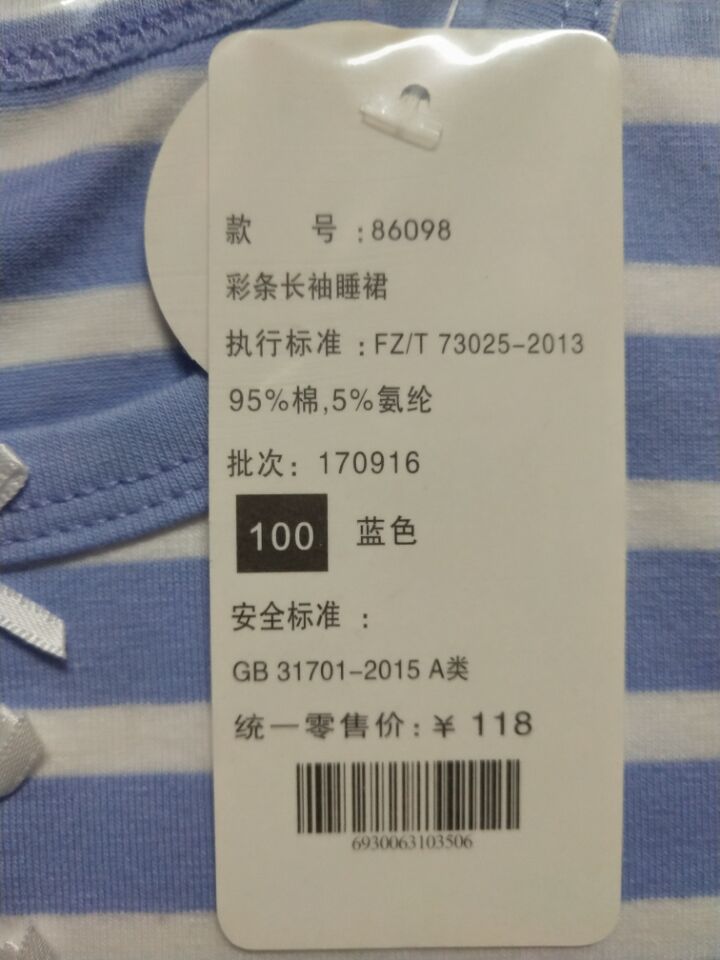 款 号 :86098
彩条长袖睡裙
执行标准 :FZ/T 73025-2013
95%棉,5%氨纶
批次: 170916
100 蓝色
安全标准 :
GB 31701-2015 A类
统一零售价:¥ 118
6930063103506